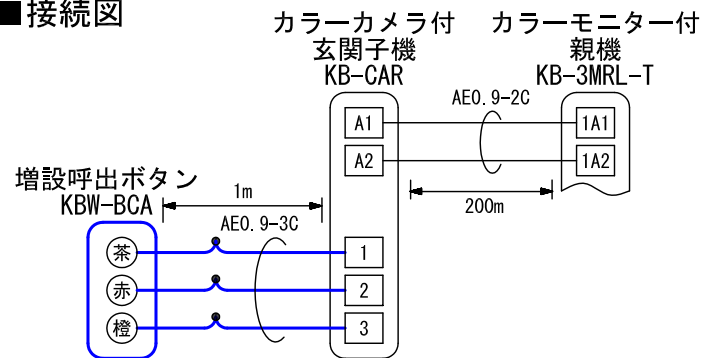 ■接続図
カラーカメラ付
玄関子機
KB-CAR
カラーモニター付
親機
KB-3MRL-T
AE0.9-2C
A1
1A1
A2
1A2
200m
増設呼出ボタン
KBW-BCA
1m
AE0.9-3C
茶
1
赤
2
橙
3